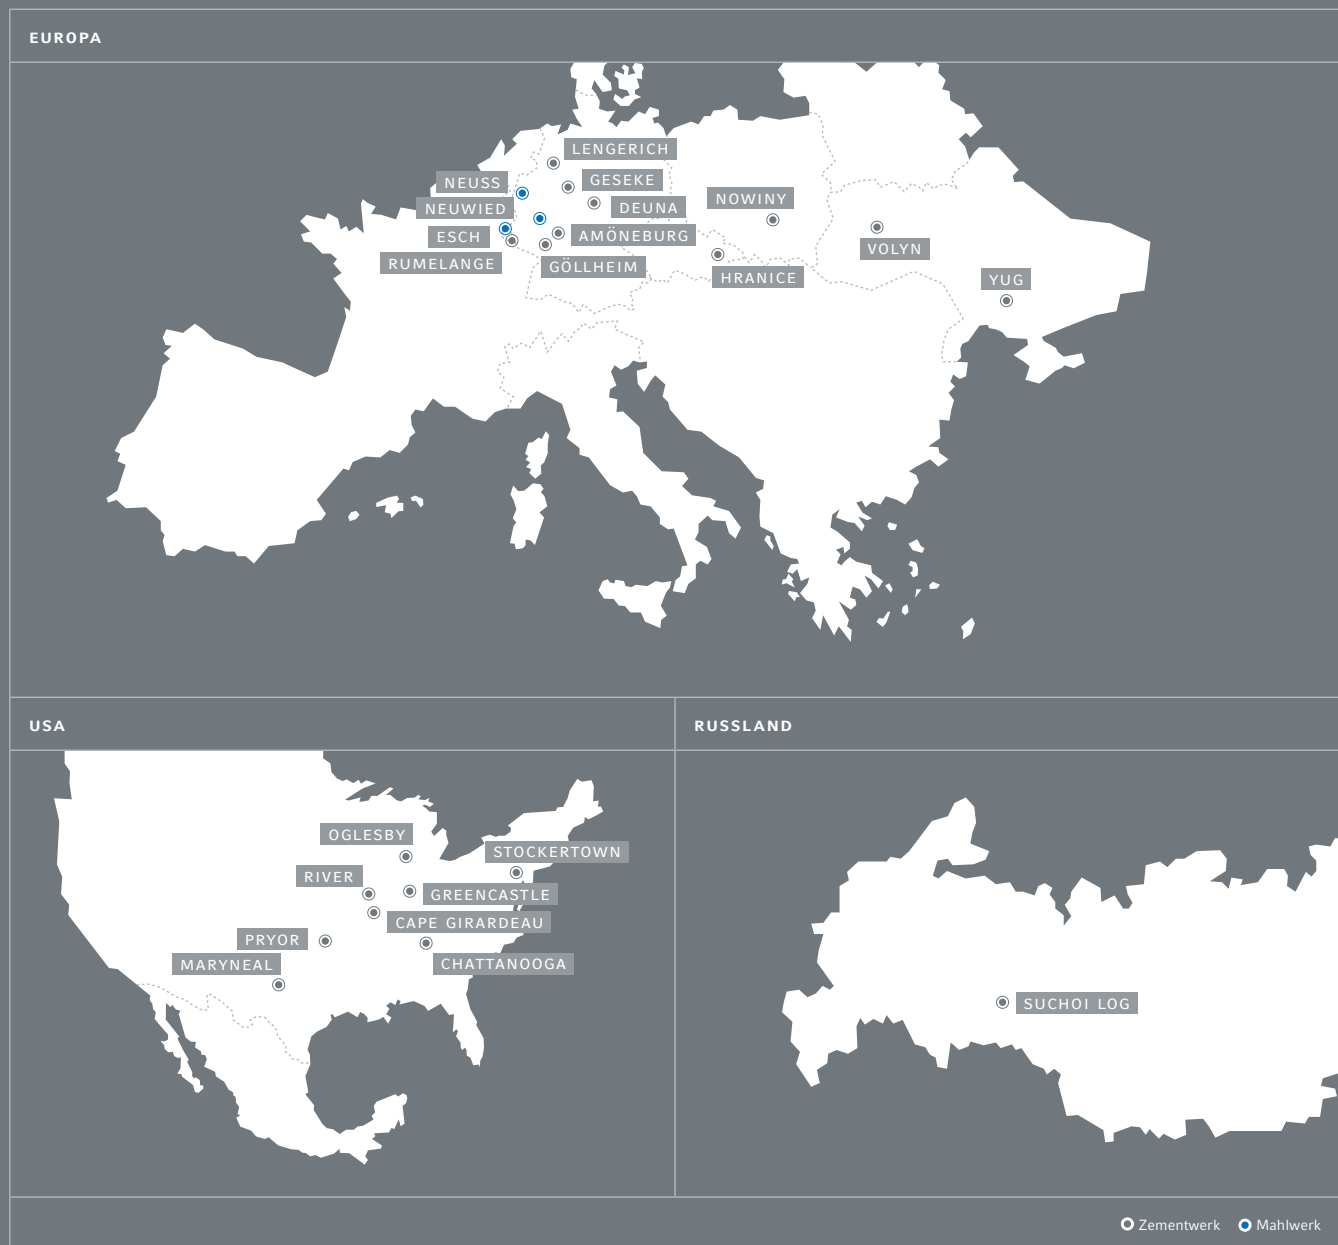 EUROPA
LENGERICH
NEUSS
GESEKE
NEUWIED
DEUNA
NOWINY
ESCH
AMÖNEBURG
VOLYN
RUMELANGE
GÖLLHEIM
HRANICE
YUG
USA
RUSSLAND
OGLESBY
STOCKERTOWN
RIVER
GREENCASTLE
CAPE GIRARDEAU
PRYOR
MARYNEAL
CHATTANOOGA
SUCHOI LOG
Zementwerk
Mahlwerk